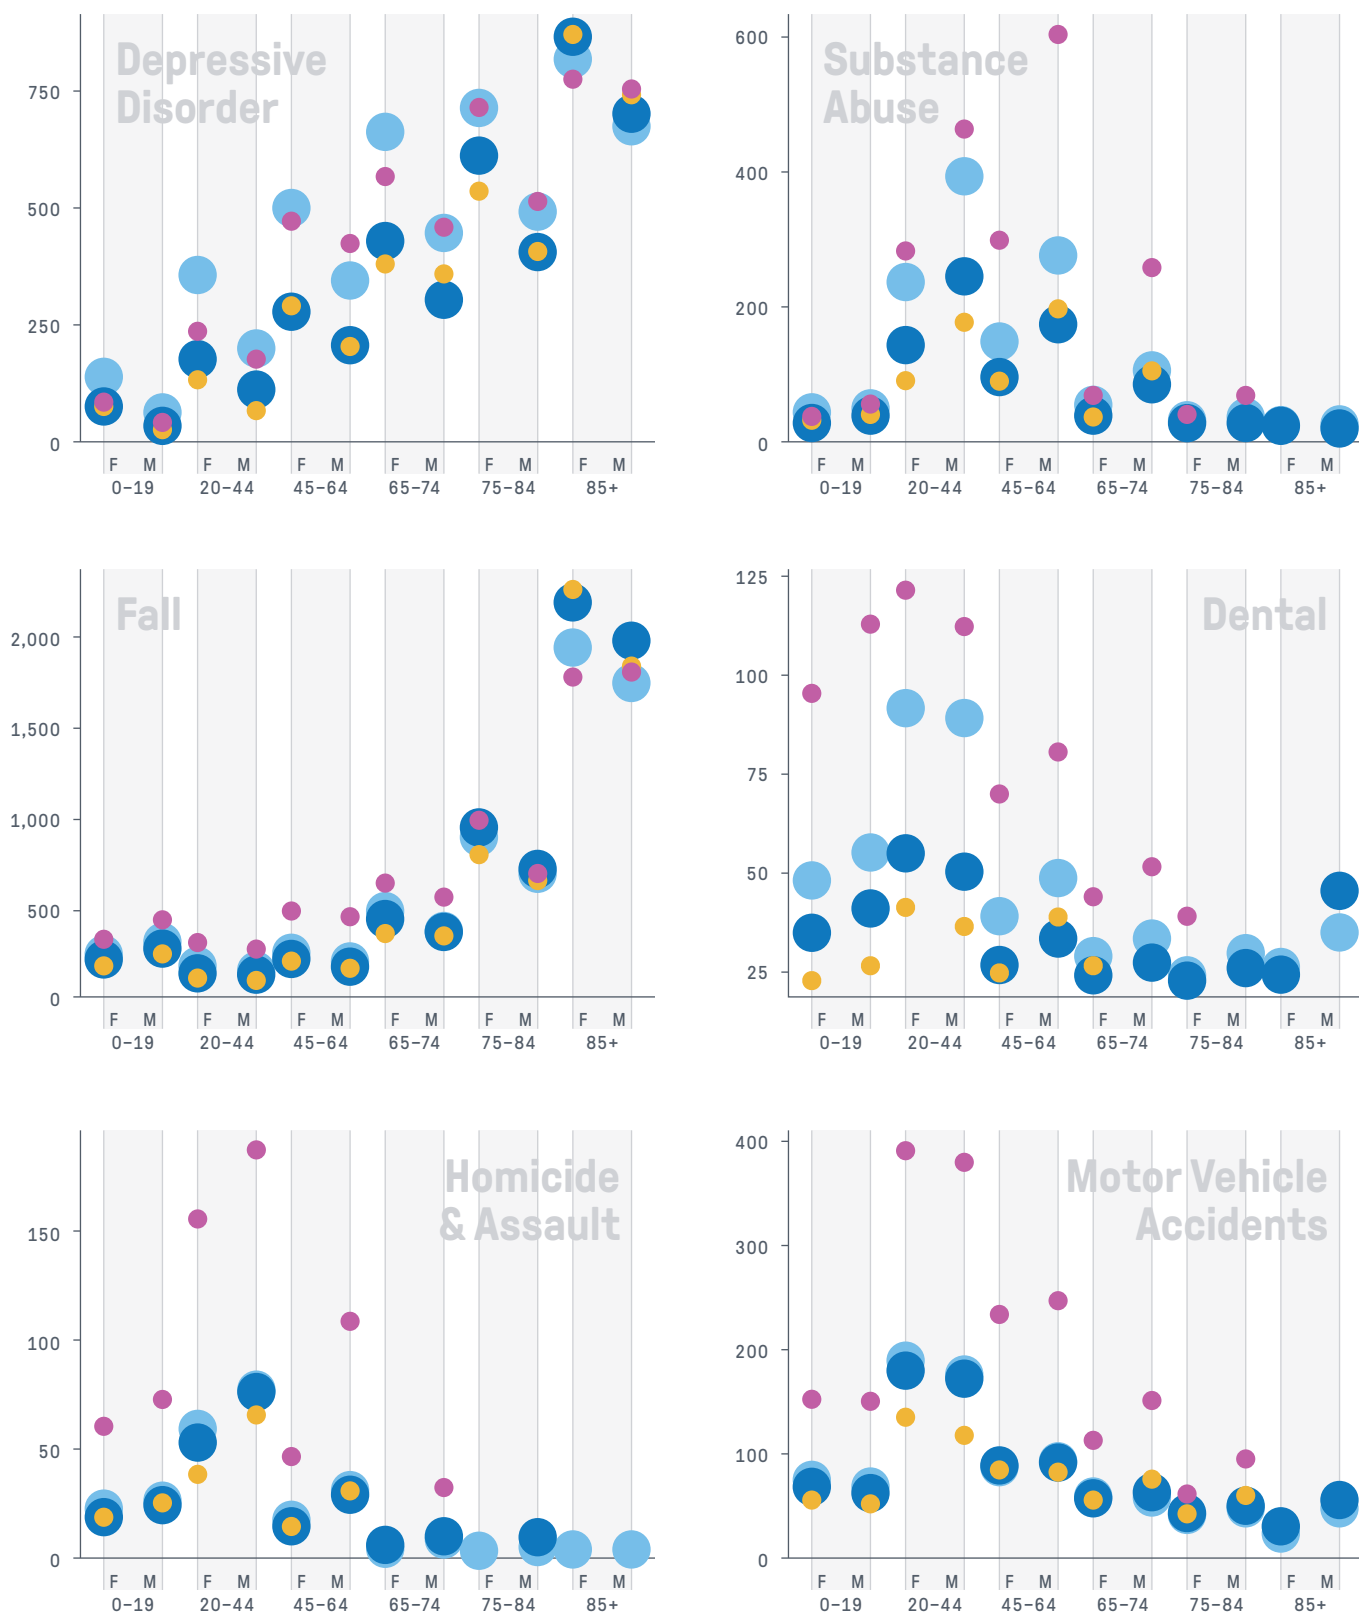 Depressive
Disorder
750
500
250
0
F M F M F M F M F M F M
0–19 20–44 45–64 65–74 75–84 85+
Substance
Abuse
600
400
200
0
F M F M F M F M F M F M
0–19 20–44 45–64 65–74 75–84 85+
Fall
2,000
1,500
1,000
500
0
F M F M F M F M F M F M
0–19 20–44 45–64 65–74 75–84 85+
Dental
125
100
75
50
25
F M F M F M F M F M F M
0–19 20–44 45–64 65–74 75–84 85+
Homicide
& Assault
150
100
50
0
F M F M F M F M F M F M
0–19 20–44 45–64 65–74 75–84 85+
Motor Vehicle
Accidents
400
300
200
100
0
F M F M F M F M F M F M
0–19 20–44 45–64 65–74 75–84 85+